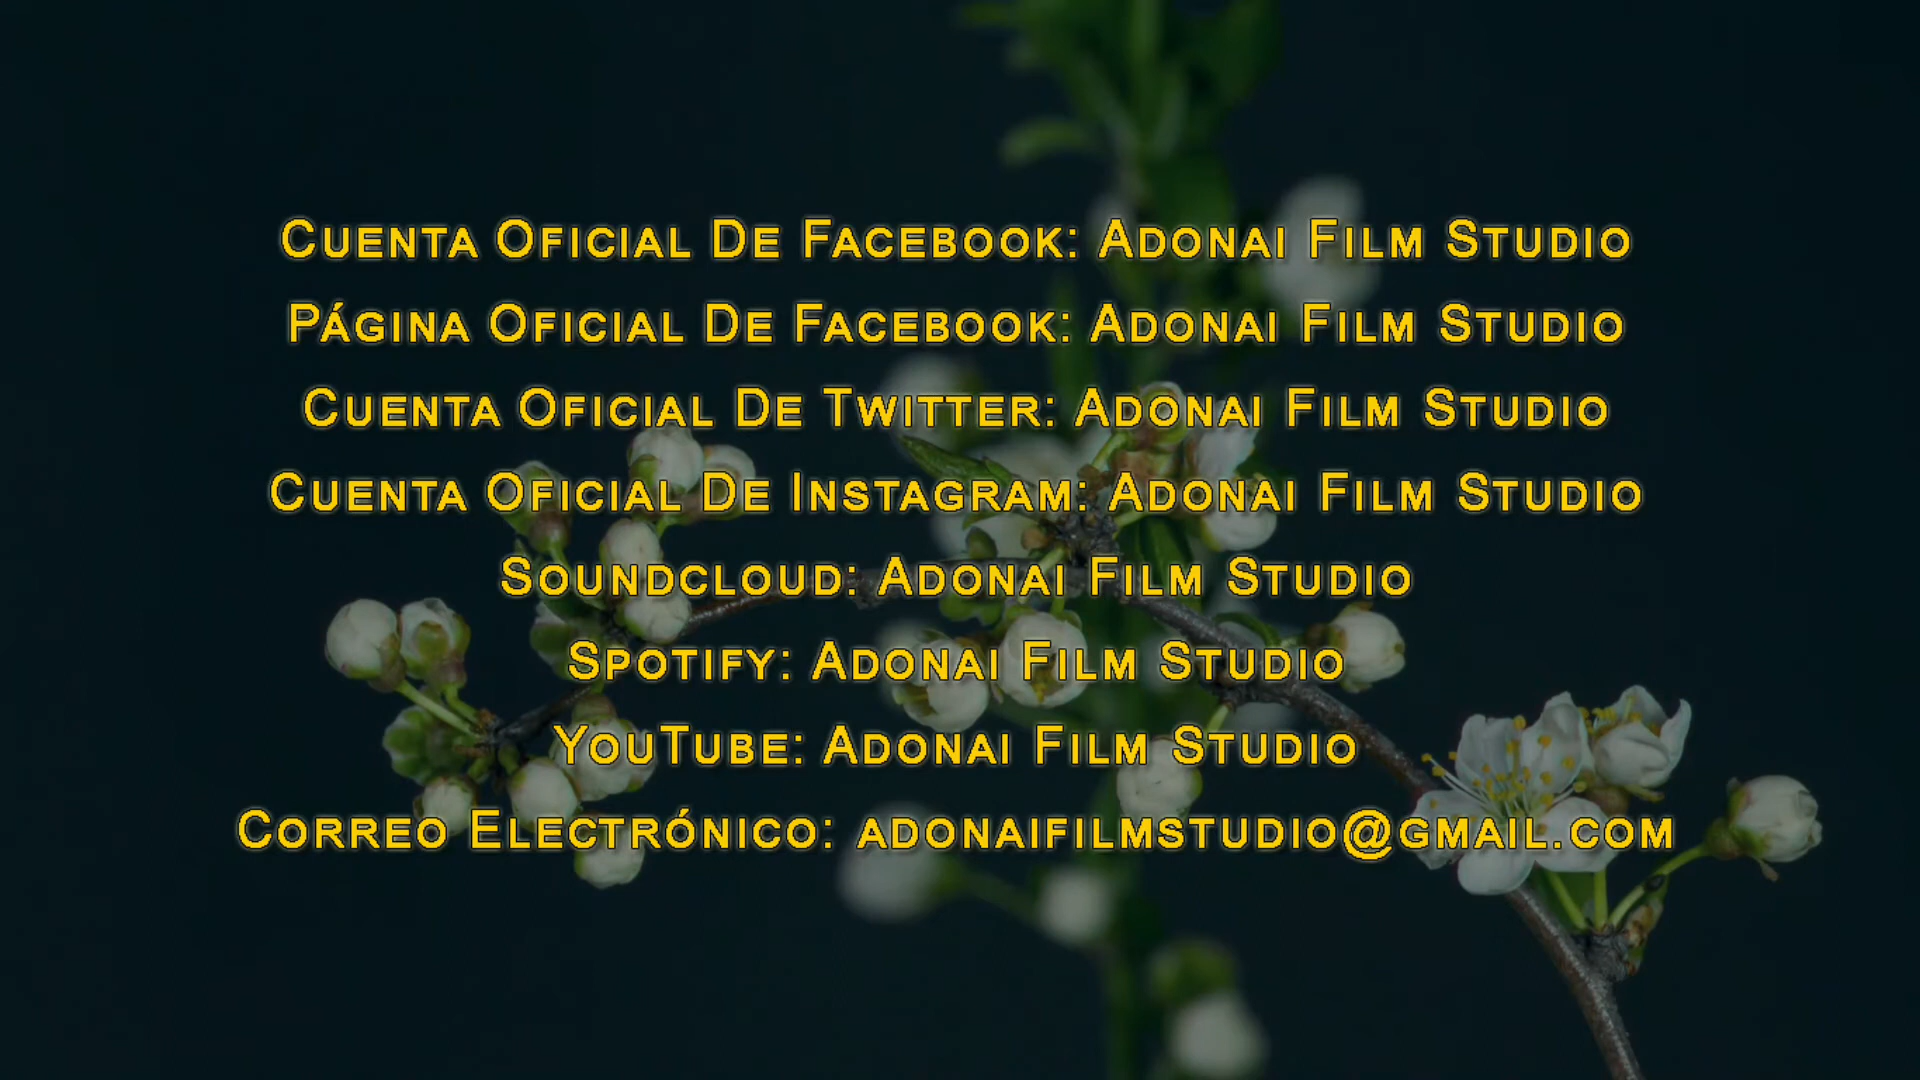 Cuenta Oficial De Facebook: Adonai Film Studio
Página Oficial De Facebook: Adonai Film Studio
Cuenta Oficial De Twitter: Adonai Film Studio
Cuenta Oficial De Instagram: Adonai Film Studio
Soundcloud: Adonai Film Studio
Spotify: Adonai Film Studio
YouTube: Adonai Film Studio
Correo Electrónico: adonaifilmstudio@gmail.com